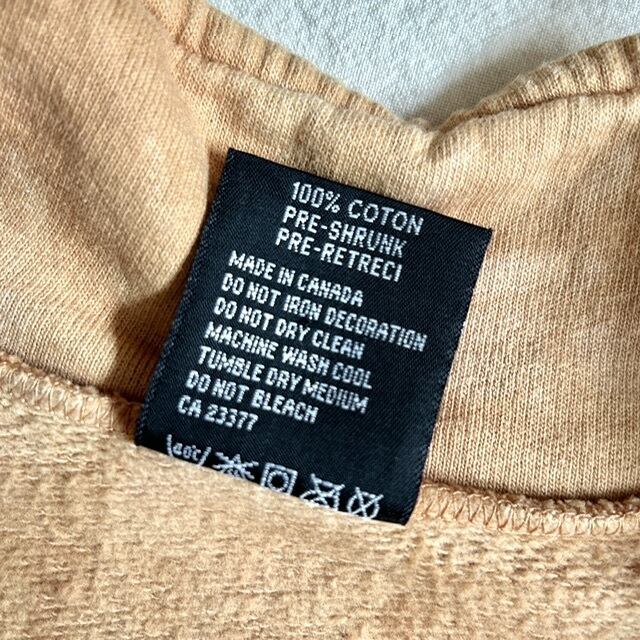 100% COTON
PRE-SHRUNK
PRE-RETRECI
MADE IN CANADA
DO NOT IRON DECORATION
DO NOT DRY CLEAN
MACHINE WASH COOL
TUMBLE DRY MEDIUM
DO NOT BLEACH
CA 23377
40°C